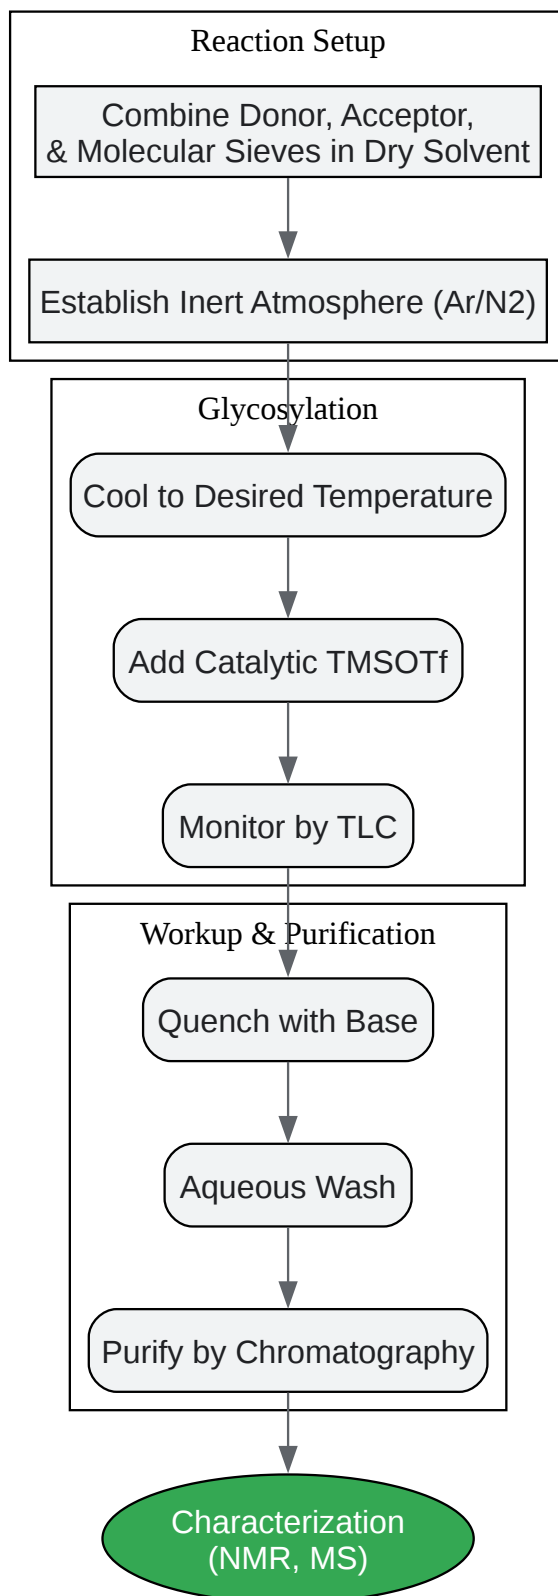 Reaction Setup
Combine Donor, Acceptor,
& Molecular Sieves in Dry Solvent
Establish Inert Atmosphere (Ar/N2)
Glycosylation
Cool to Desired Temperature
Add Catalytic TMSOTf
Monitor by TLC
Workup & Purification
Quench with Base
Aqueous Wash
Purify by Chromatography
Characterization
(NMR, MS)